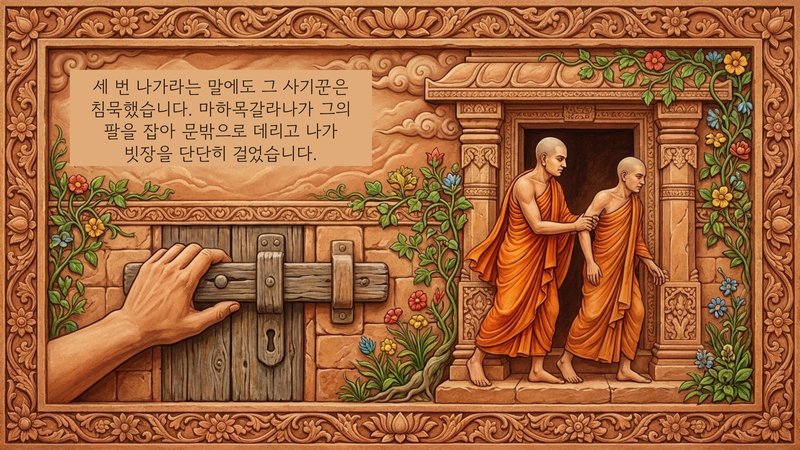 세 번 나가라는 말에도 그 사기꾼은
침묵했습니다. 마하목갈라나가 그의
팔을 잡아 문밖으로 데리고 나가
빗장을 단단히 걸었습니다.